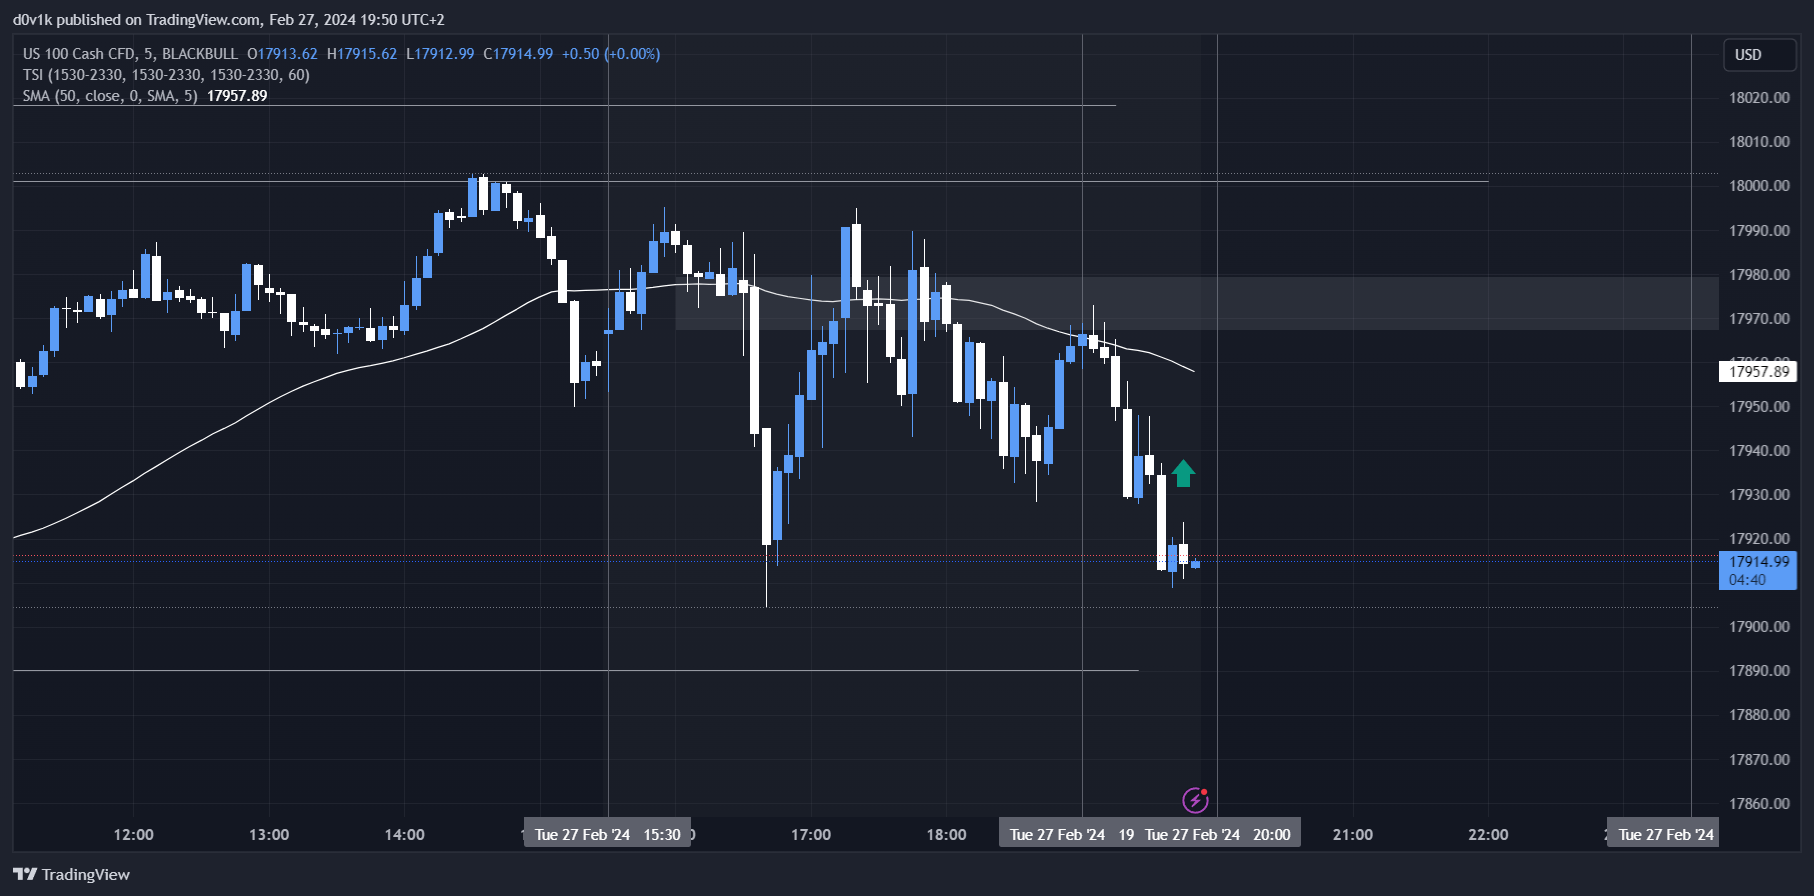 d0v1k published on TradingView.com, Feb 27, 2024 19:50 UTC+2
US 100 Cash CFD, 5, BLACKBULL O17913.62 H17915.62 L17912.99 C17914.99 +0.50 (+0.00%)
TSI (1530-2330, 1530-2330, 1530-2330, 60)
SMA (50, close, 0, SMA, 5) 17957.89
USD
18020.00
18010.00
18000.00
17990.00
17980.00
17970.00
17957.89
17950.00
17940.00
17930.00
17920.00
17914.99
04:40
17900.00
17890.00
17880.00
17870.00
17860.00
12:00 13:00 14:00 Tue 27 Feb '24 15:30 17:00 18:00 Tue 27 Feb '24 19 Tue 27 Feb '24 20:00 21:00 22:00 Tue 27 Feb '24
TradingView